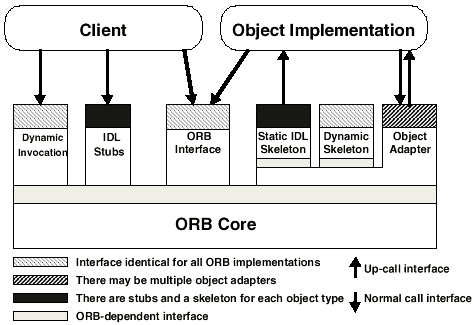 Client
Object Implementation
Dynamic
Invocation
IDL
Stubs
ORB
Interface
Static IDL
Skeleton
Dynamic
Skeleton
Object
Adapter
ORB Core
Interface identical for all ORB implementations
There may be multiple object adapters
There are stubs and a skeleton for each object type
ORB-dependent interface
Up-call interface
Normal call interface